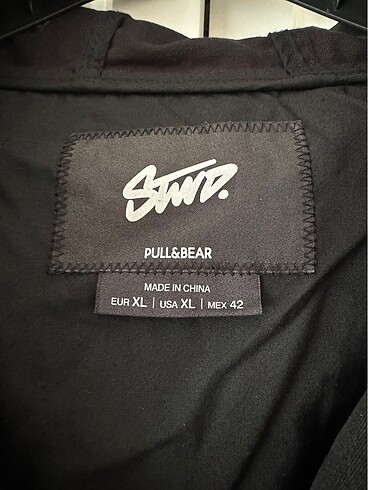 STWD.
PULL&BEAR
MADE IN CHINA
EUR XL | USA XL | MEX 42